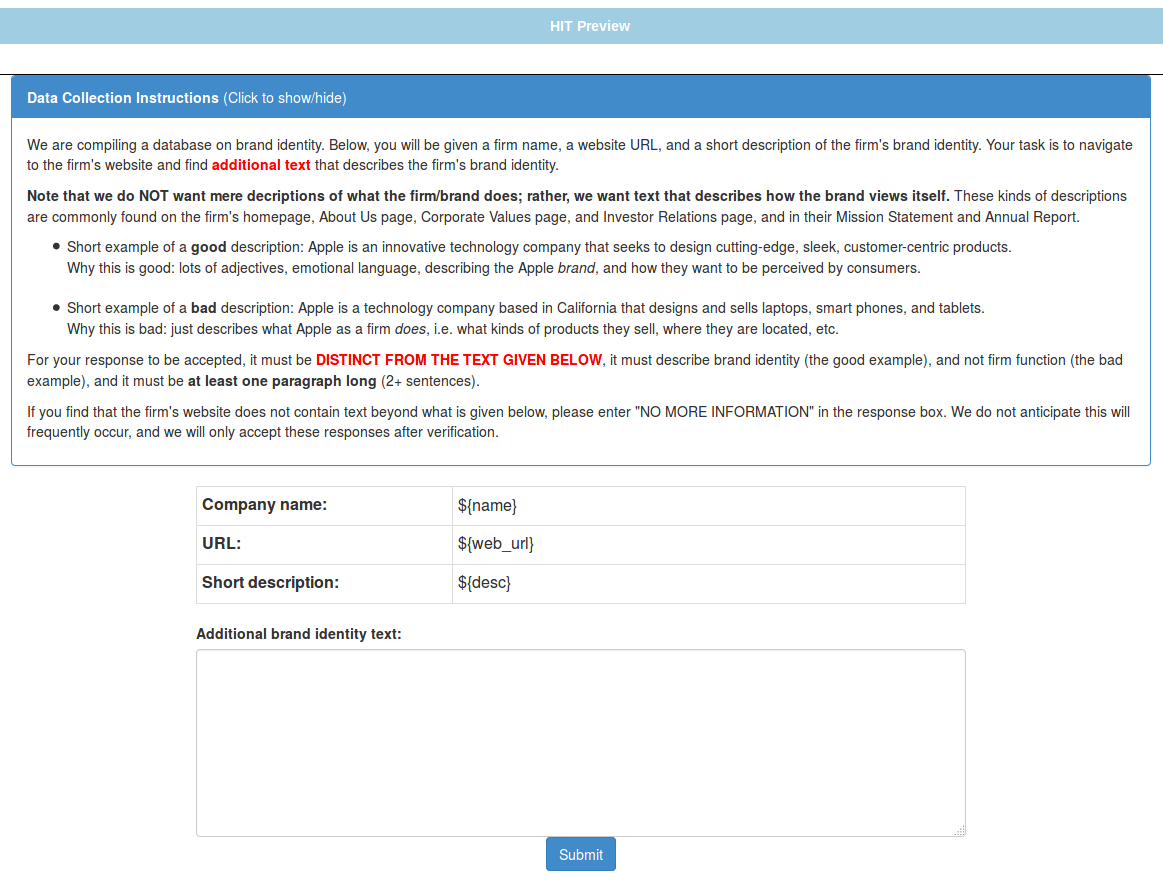 HIT Preview
Data Collection Instructions (Click to show/hide)
We are compiling a database on brand identity. Below, you will be given a firm name, a website URL, and a short description of the firm's brand identity. Your task is to navigate
to the firm's website and find additional text that describes the firm's brand identity.
Note that we do NOT want mere decriptions of what the firm/brand does; rather, we want text that describes how the brand views itself. These kinds of descriptions
are commonly found on the firm's homepage, About Us page, Corporate Values page, and Investor Relations page, and in their Mission Statement and Annual Report.
• Short example of a good description: Apple is an innovative technology company that seeks to design cutting-edge, sleek, customer-centric products.
Why this is good: lots of adjectives, emotional language, describing the Apple brand, and how they want to be perceived by consumers.
• Short example of a bad description: Apple is a technology company based in California that designs and sells laptops, smart phones, and tablets.
Why this is bad: just describes what Apple as a firm does, i.e. what kinds of products they sell, where they are located, etc.
For your response to be accepted, it must be DISTINCT FROM THE TEXT GIVEN BELOW, it must describe brand identity (the good example), and not firm function (the bad
example), and it must be at least one paragraph long (2+ sentences).
If you find that the firm's website does not contain text beyond what is given below, please enter "NO MORE INFORMATION" in the response box. We do not anticipate this will
frequently occur, and we will only accept these responses after verification.
Company name: ${name}
URL: ${web_url}
Short description: ${desc}
Additional brand identity text:
Submit